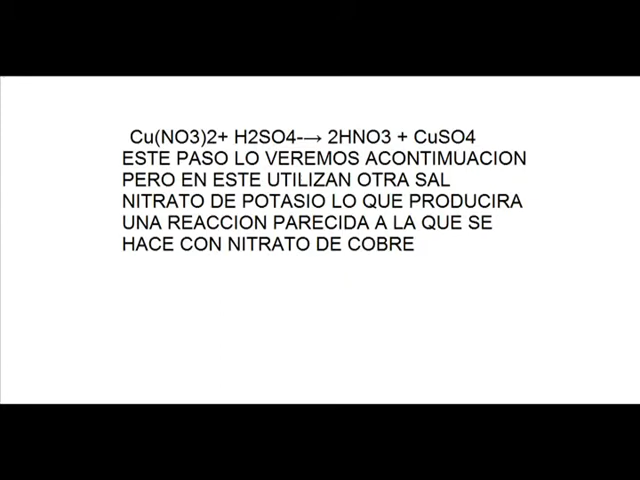 Cu(NO3)2+ H2SO4-→ 2HNO3 + CuSO4
ESTE PASO LO VEREMOS ACONTIMUACION
PERO EN ESTE UTILIZAN OTRA SAL
NITRATO DE POTASIO LO QUE PRODUCIRA
UNA REACCION PARECIDA A LA QUE SE
HACE CON NITRATO DE COBRE